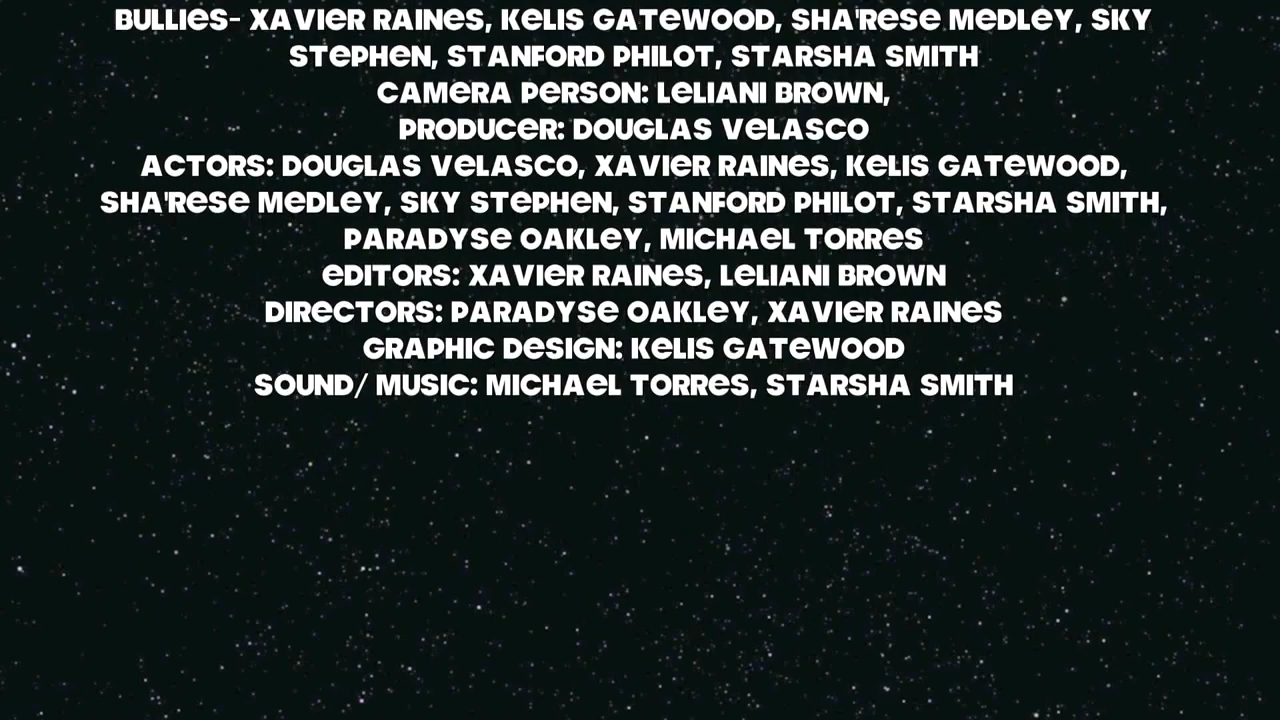 BULLIES- XAVIER RAINES, KELIS GATEWOOD, SHA'RESE MEDLEY, SKY
STEPHEN, STANFORD PHILOT, STARSHA SMITH
CAMERA PERSON: LELIANI BROWN,
PRODUCER: DOUGLAS VELASCO
ACTORS: DOUGLAS VELASCO, XAVIER RAINES, KELIS GATEWOOD,
SHA'RESE MEDLEY, SKY STEPHEN, STANFORD PHILOT, STARSHA SMITH,
PARADYSE OAKLEY, MICHAEL TORRES
EDITORS: XAVIER RAINES, LELIANI BROWN
DIRECTORS: PARADYSE OAKLEY, XAVIER RAINES
GRAPHIC DESIGN: KELIS GATEWOOD
SOUND/ MUSIC: MICHAEL TORRES, STARSHA SMITH